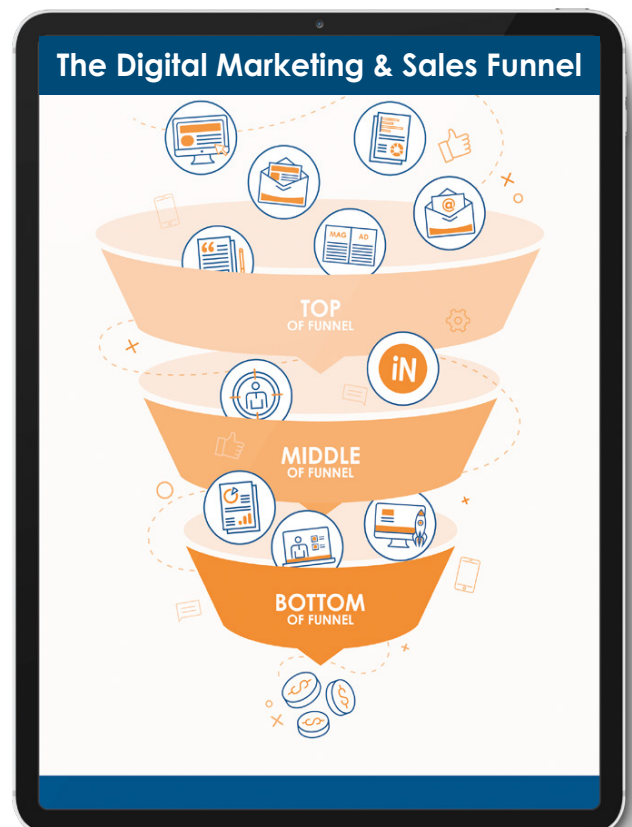 The Digital Marketing & Sales Funnel
@
MAG AD
TOP
OF FUNNEL
iN
MIDDLE
OF FUNNEL
BOTTOM
OF FUNNEL